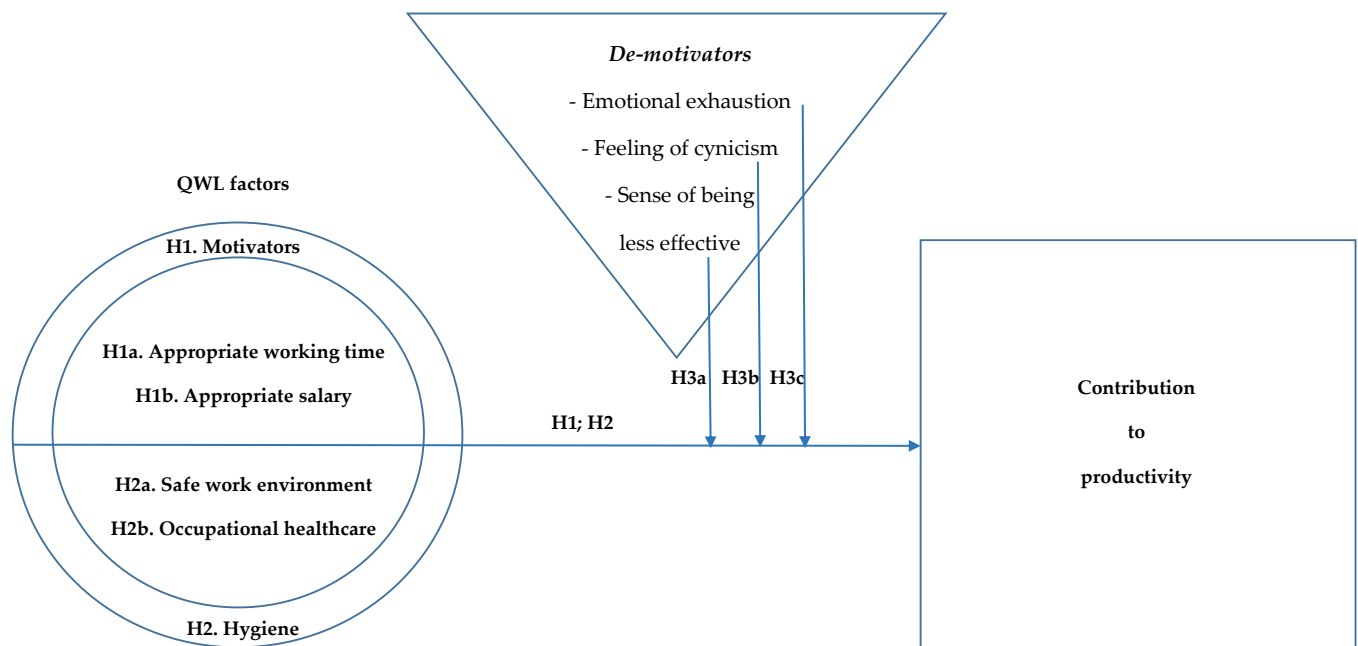 De-motivators
- Emotional exhaustion
- Feeling of cynicism
- Sense of being
less effective
QWL factors
H1. Motivators
H1a. Appropriate working time
H1b. Appropriate salary
H2a. Safe work environment
H2b. Occupational healthcare
H2. Hygiene
H1; H2
H3a H3b H3c
Contribution
to
productivity